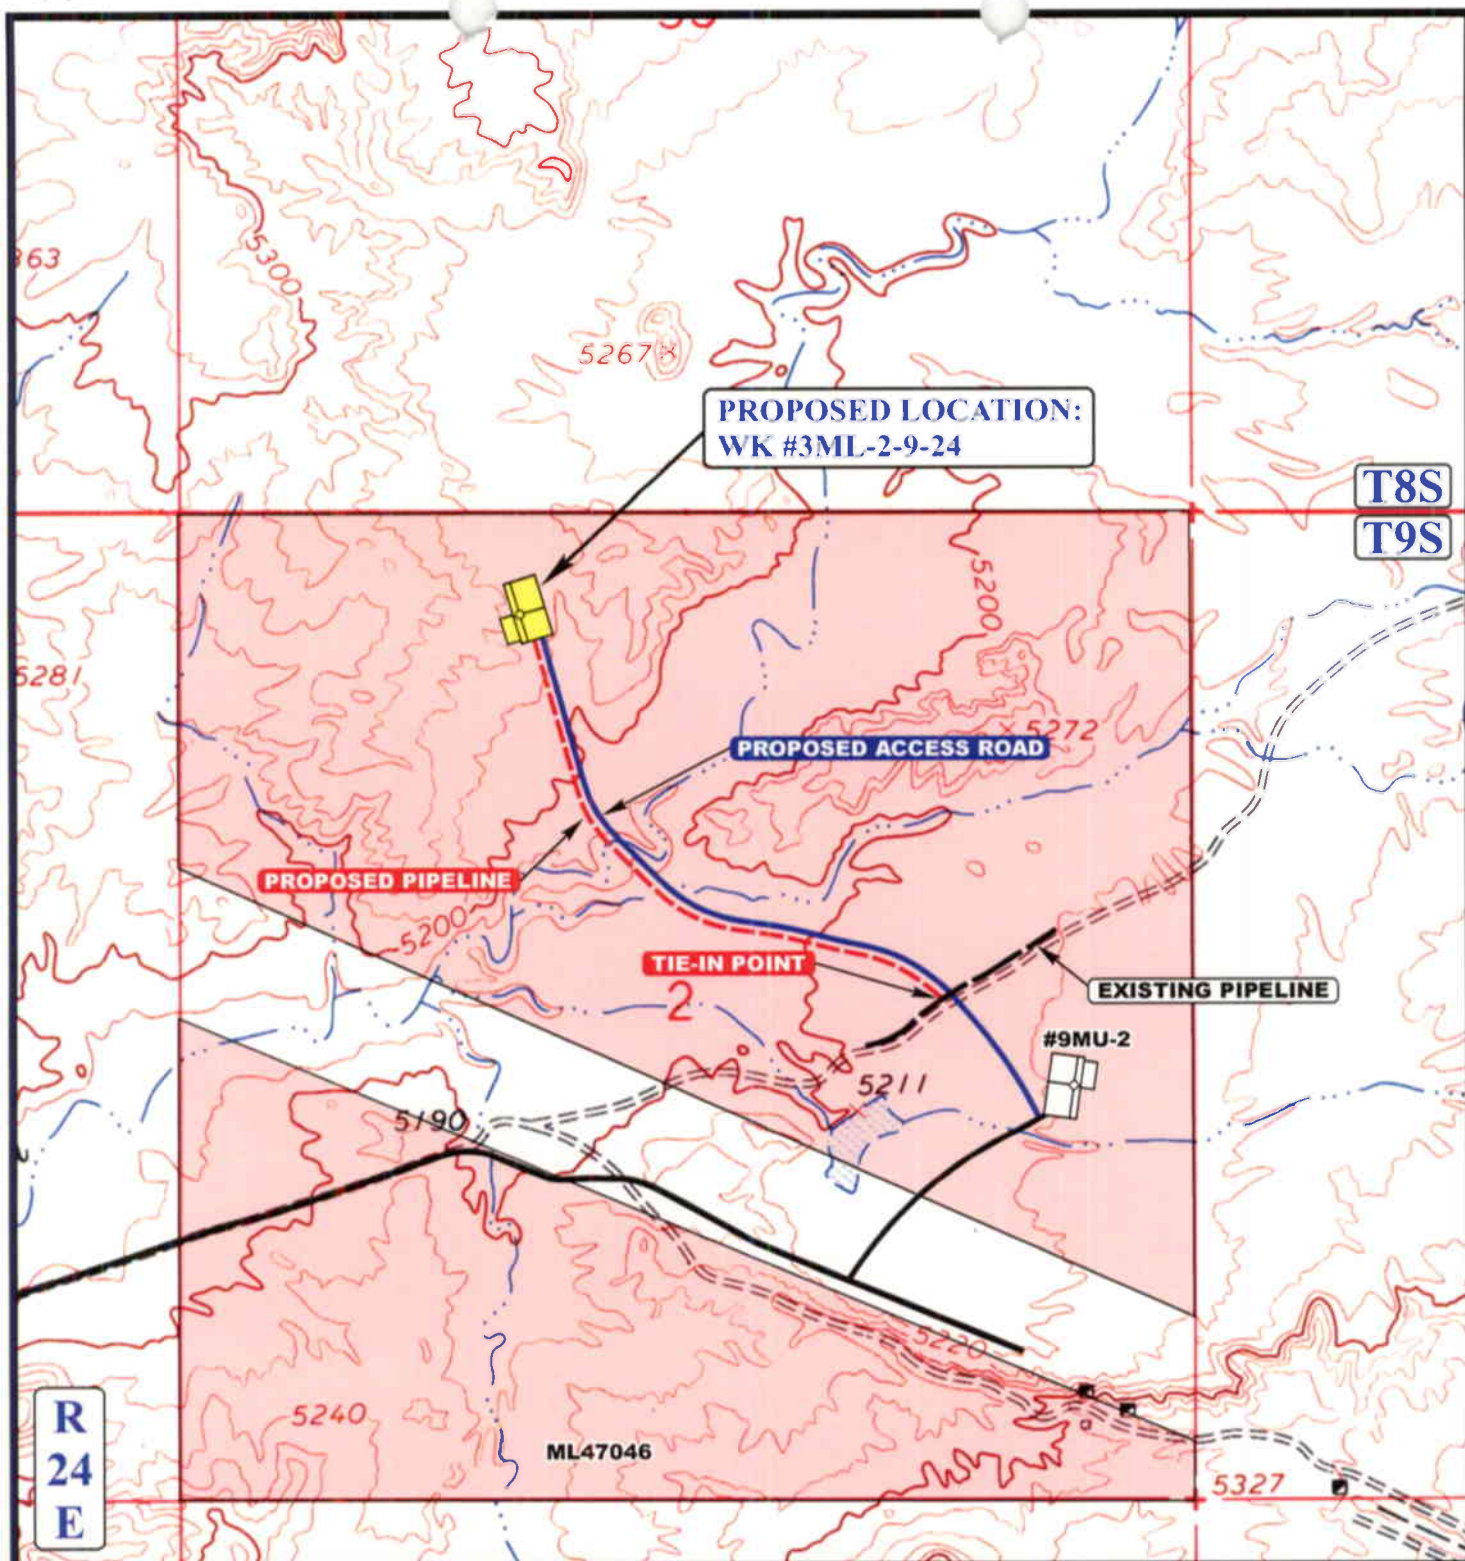 5300
5267
PROPOSED LOCATION:
WK #3ML-2-9-24
T8S
T9S
5200
5281
5272
PROPOSED ACCESS ROAD
PROPOSED PIPELINE
5200
TIE-IN POINT
2
EXISTING PIPELINE
#9MU-2
5211
5190
5220
R
24
E
5240
ML47046
5327